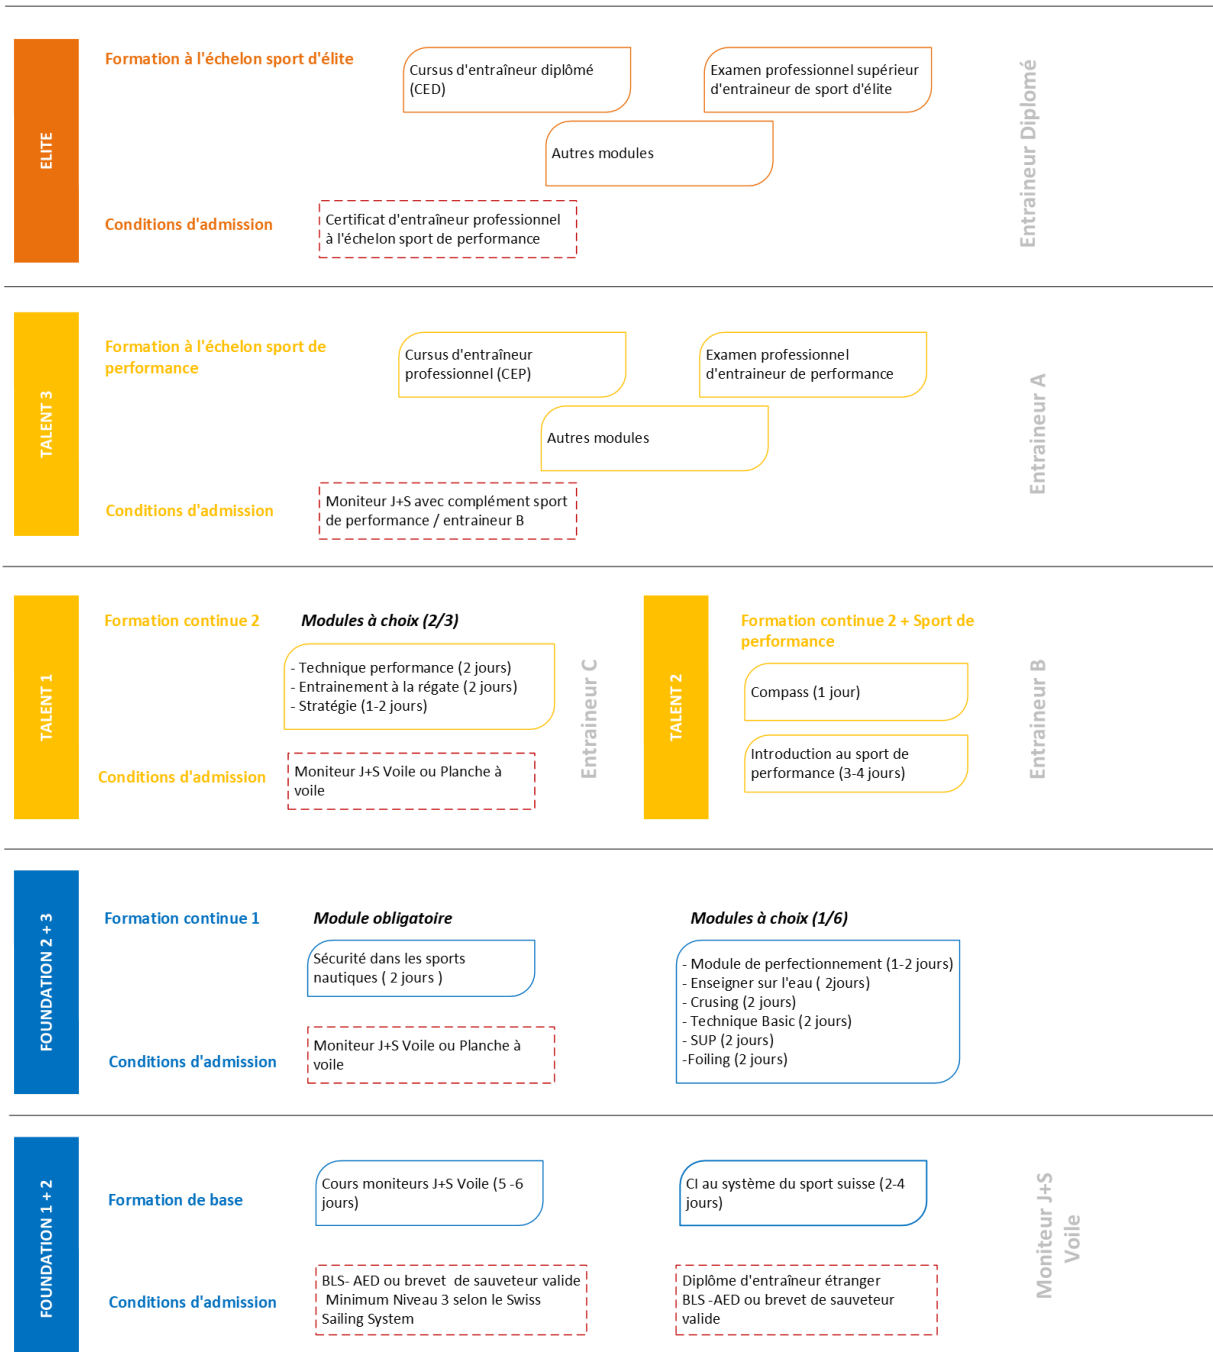 ELITE
Formation à l'échelon sport d'élite
Cursus d'entraîneur diplômé
(CED)
Examen professionnel supérieur
d'entraineur de sport d'élite
Autres modules
Conditions d'admission
Certificat d'entraîneur professionnel
à l'échelon sport de performance
Entraineur Diplomé
TALENT 3
Formation à l'échelon sport de
performance
Cursus d'entraîneur
professionnel (CEP)
Examen professionnel
d'entraineur de performance
Autres modules
Conditions d'admission
Moniteur J+S avec complément sport
de performance / entraineur B
Entraineur A
TALENT 1
Formation continue 2
Modules à choix (2/3)
- Technique performance (2 jours)
- Entrainement à la régate (2 jours)
- Stratégie (1-2 jours)
Conditions d'admission
Moniteur J+S Voile ou Planche à
voile
Entraineur C
TALENT 2
Formation continue 2 + Sport de
performance
Compass (1 jour)
Introduction au sport de
performance (3-4 jours)
Entraineur B
FOUNDATION 2 + 3
Formation continue 1
Module obligatoire
Sécurité dans les sports
nautiques ( 2 jours )
Conditions d'admission
Moniteur J+S Voile ou Planche à
voile
Modules à choix (1/6)
- Module de perfectionnement (1-2 jours)
- Enseigner sur l'eau ( 2jours)
- Crusing (2 jours)
- Technique Basic (2 jours)
- SUP (2 jours)
-Foiling (2 jours)
FOUNDATION 1 + 2
Formation de base
Cours moniteurs J+S Voile (5 -6
jours)
CI au système du sport suisse (2-4
jours)
Conditions d'admission
BLS- AED ou brevet  de sauveteur valide
Minimum Niveau 3 selon le Swiss
Sailing System
Diplôme d'entraîneur étranger
BLS -AED ou brevet de sauveteur
valide
Moniteur J+S
Voile